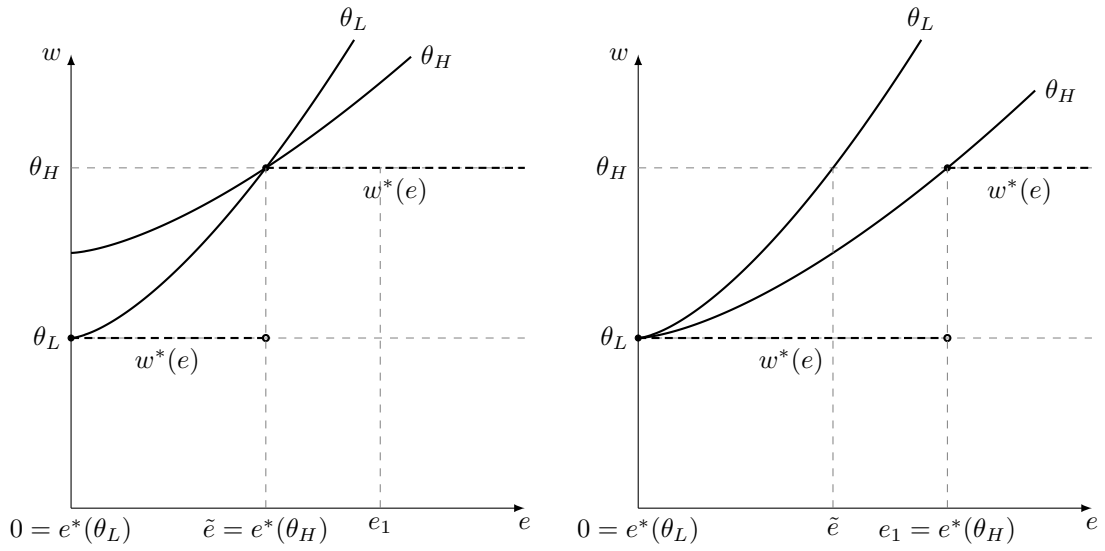 θ_L
w
θ_H
θ_H
w*(e)
θ_L
w*(e)
0 = e*(θ_L)
ẽ = e*(θ_H)
e_1
e
θ_L
w
θ_H
θ_H
w*(e)
θ_L
w*(e)
0 = e*(θ_L)
ẽ
e_1 = e*(θ_H)
e